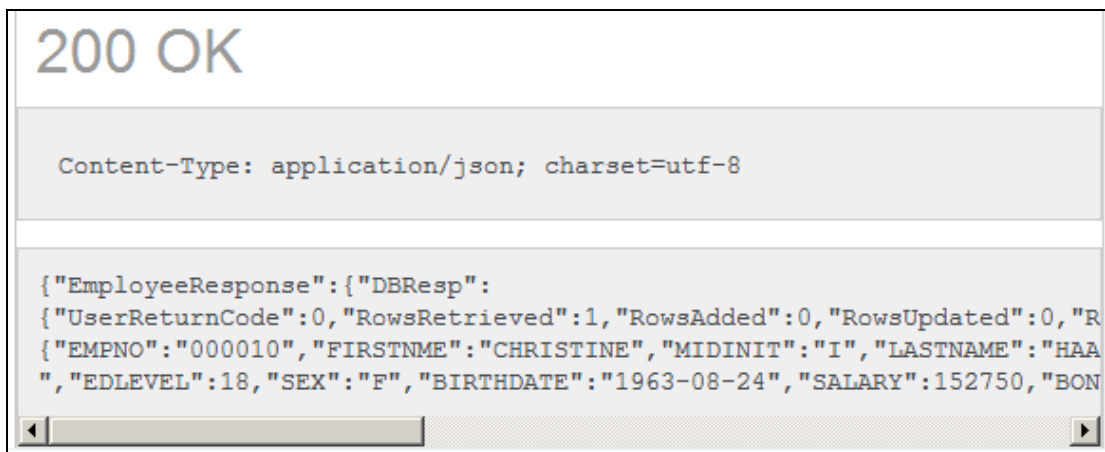 200 OK
Content-Type: application/json; charset=utf-8
{"EmployeeResponse":{"DBResp":
{"UserReturnCode":0,"RowsRetrieved":1,"RowsAdded":0,"RowsUpdated":0,"R
{"EMPNO":"000010","FIRSTNME":"CHRISTINE","MIDINIT":"I","LASTNAME":"HAA
","EDLEVEL":18,"SEX":"F","BIRTHDATE":"1963-08-24","SALARY":152750,"BON